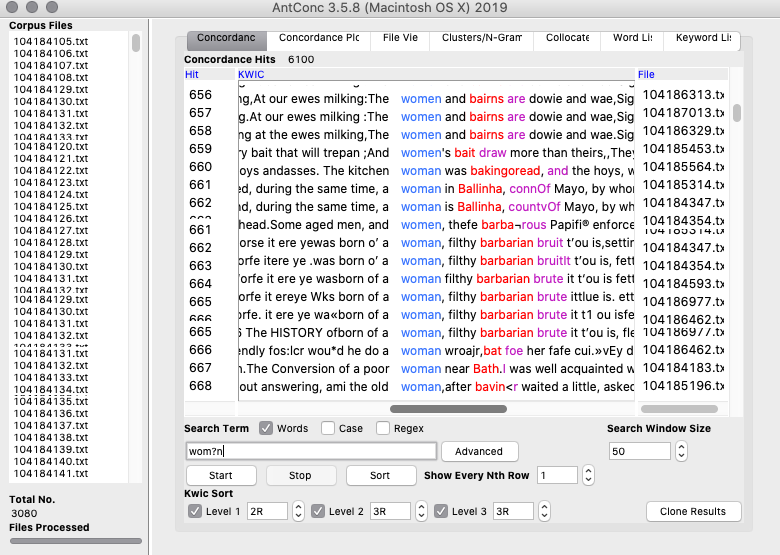 AntConc 3.5.8 (Macintosh OS X) 2019
Corpus Files
104184105.txt
104184106.txt
104184107.txt
104184108.txt
104184129.txt
104184130.txt
104184131.txt
104184132.txt
104184133.txt
104184120.txt
104184121.txt
104184122.txt
104184123.txt
104184124.txt
104184125.txt
104184126.txt
104184127.txt
104184128.txt
104184129.txt
104184130.txt
104184131.txt
104184132.txt
104184129.txt
104184130.txt
104184131.txt
104184132.txt
104184131.txt
104184132.txt
104184133.txt
104184134.txt
104184135.txt
104184136.txt
104184137.txt
104184138.txt
104184139.txt
104184140.txt
104184141.txt
Total No.
3080
Files Processed
Concordanc Concordance Plc File Vie Clusters/N-Gram Collocate Word Lis Keyword Lis
Concordance Hits 6100
Hit KWIC File
656 ng,At our ewes milking:The women and bairns are dowie and wae,Sig 104186313.tx
657 g.At our ewes milking :The women and bairns are dowie and wae,Sig 104187013.tx
658 ng at the ewes milking,The women and bairns are dowie and wae.Sig 104186329.tx
659 ry bait that will trepan ;And women's bait draw more than theirs,,They 104185453.tx
660 oys andasses. The kitchen woman was bakingoread, and the hoys, w 104185564.tx
661 ed, during the same time, a woman in Ballinha, connOf Mayo, by whor 104185314.tx
662 d, during the same time, a woman is Ballinha, countvOf Mayo, by wh 104184347.tx
head.Some aged men, and women, thefe barba¬rous Papifi® enforce 104184354.tx
661 orse it ere yewas born o’ a woman, filthy barbarian bruit t’ou is,settin 104185314.tx
662 orfe itere ye .was born o’ a woman, filthy barbarian bruitIt t’ou is, fett 104184347.tx
663 orfe it ere ye wasborn of a woman filthy barbarian brute it t’ou is, fett 104184354.tx
664 orfe it ereye Wks born of a woman, filthy barbarian brute ittlue is. ett 104184593.tx
665 orfe. it ere ye wa«born of a woman, filthy barbarian brute it t1 ou isfe 104186977.tx
666 104186462.tx
665 6 The HISTORY ofborn of a woman, filthy barbarian brute it t’ou is, fle 104186977.tx
666 endly fos:Icr wou*d he do a woman wroajr,bat foe her fafe cui.»vEy d 104186462.tx
667 n.The Conversion of a poor woman near Bath.I was well acquainted w 104184183.tx
668 out answering, ami the old woman,after bavin<r waited a little, asked 104185196.tx
Search Term Words Case Regex Search Window Size
wom?n Advanced 50
Start Stop Sort Show Every Nth Row 1
Kwic Sort
Level 1 2R Level 2 3R Level 3 3R Clone Results